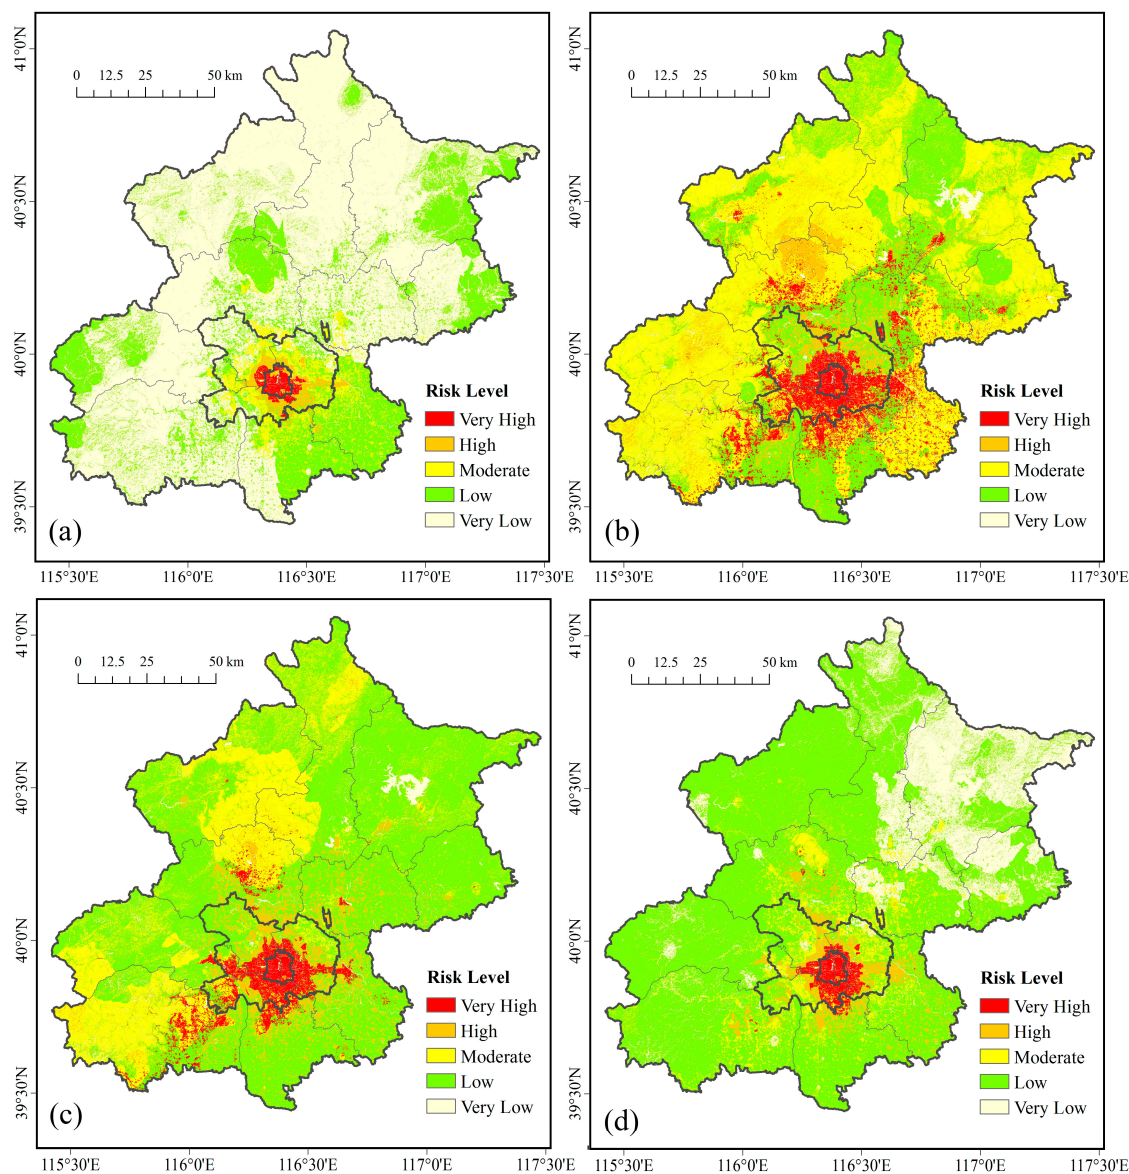 41°0'N
40°30'N
40°0'N
39°30'N
0 12.5 25 50 km
Risk Level
Very High
High
Moderate
Low
Very Low
(a)
115°30'E 116°0'E 116°30'E 117°0'E 117°30'E
41°0'N
40°30'N
40°0'N
39°30'N
0 12.5 25 50 km
Risk Level
Very High
High
Moderate
Low
Very Low
(b)
115°30'E 116°0'E 116°30'E 117°0'E 117°30'E
41°0'N
40°30'N
40°0'N
39°30'N
0 12.5 25 50 km
Risk Level
Very High
High
Moderate
Low
Very Low
(c)
115°30'E 116°0'E 116°30'E 117°0'E 117°30'E
41°0'N
40°30'N
40°0'N
39°30'N
0 12.5 25 50 km
Risk Level
Very High
High
Moderate
Low
Very Low
(d)
115°30'E 116°0'E 116°30'E 117°0'E 117°30'E